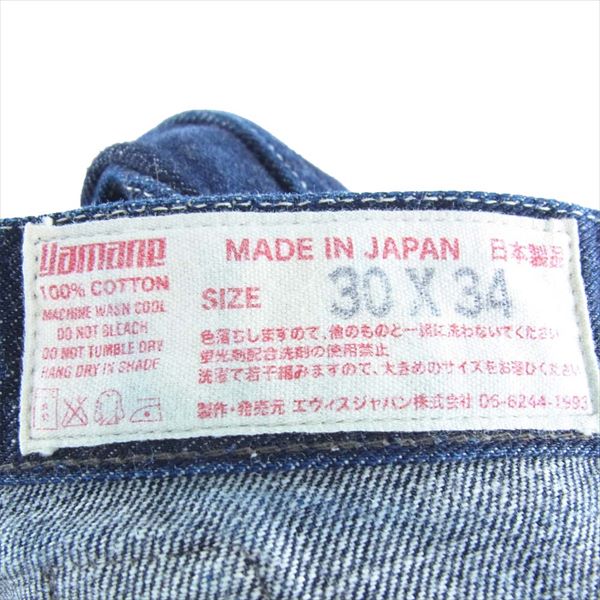 Yamane
MADE IN JAPAN 日本製品
100% COTTON
SIZE 30 X 34
MACHINE WASH COOL
DO NOT BLEACH
DO NOT TUMBLE DRY
HANG DRY IN SHADE
色落ちしますので、他のものと一緒に洗わないでください
蛍光剤配合洗剤の使用禁止
洗濯で若干縮みますので、大きめのサイズをお選びくださ
製作・発売元 エヴィスジャパン株式会社 06-6244-1993